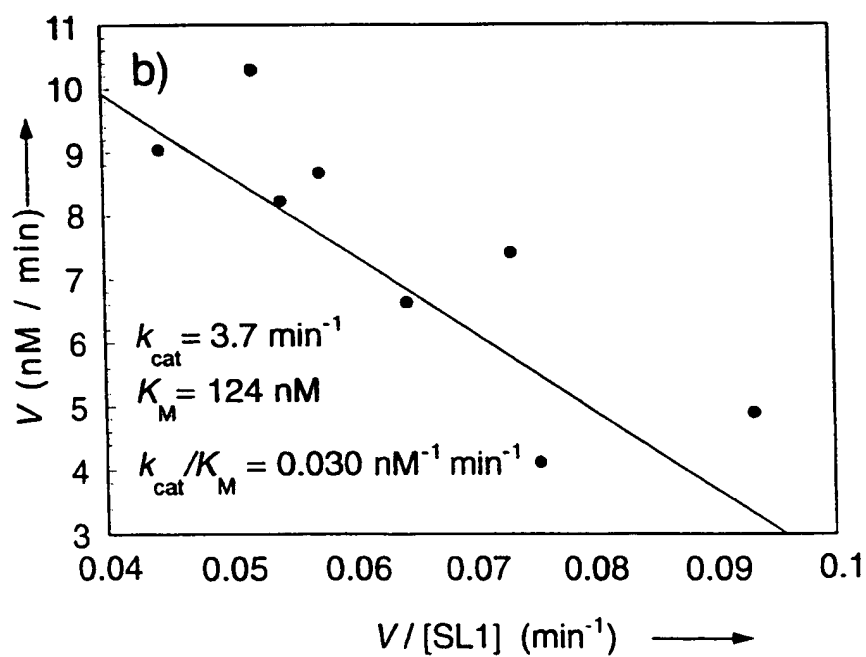 b)
V (nM / min)
11
10
9
8
7
6
5
4
3
k_cat = 3.7 min⁻¹
K_M = 124 nM
k_cat/K_M = 0.030 nM⁻¹ min⁻¹
0.04 0.05 0.06 0.07 0.08 0.09 0.1
V / [SL1] (min⁻¹)